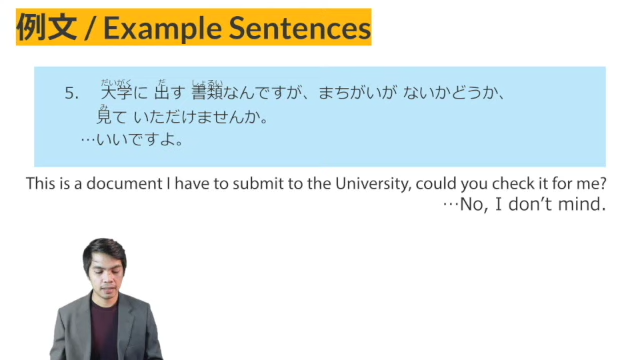 例文 / Example Sentences
だいがく だ しょるい
5. 大学に 出す 書類なんですが、まちがいが ないかどうか、
み
見て いただけませんか。
…いいですよ。
This is a document I have to submit to the University, could you check it for me?
…No, I don't mind.